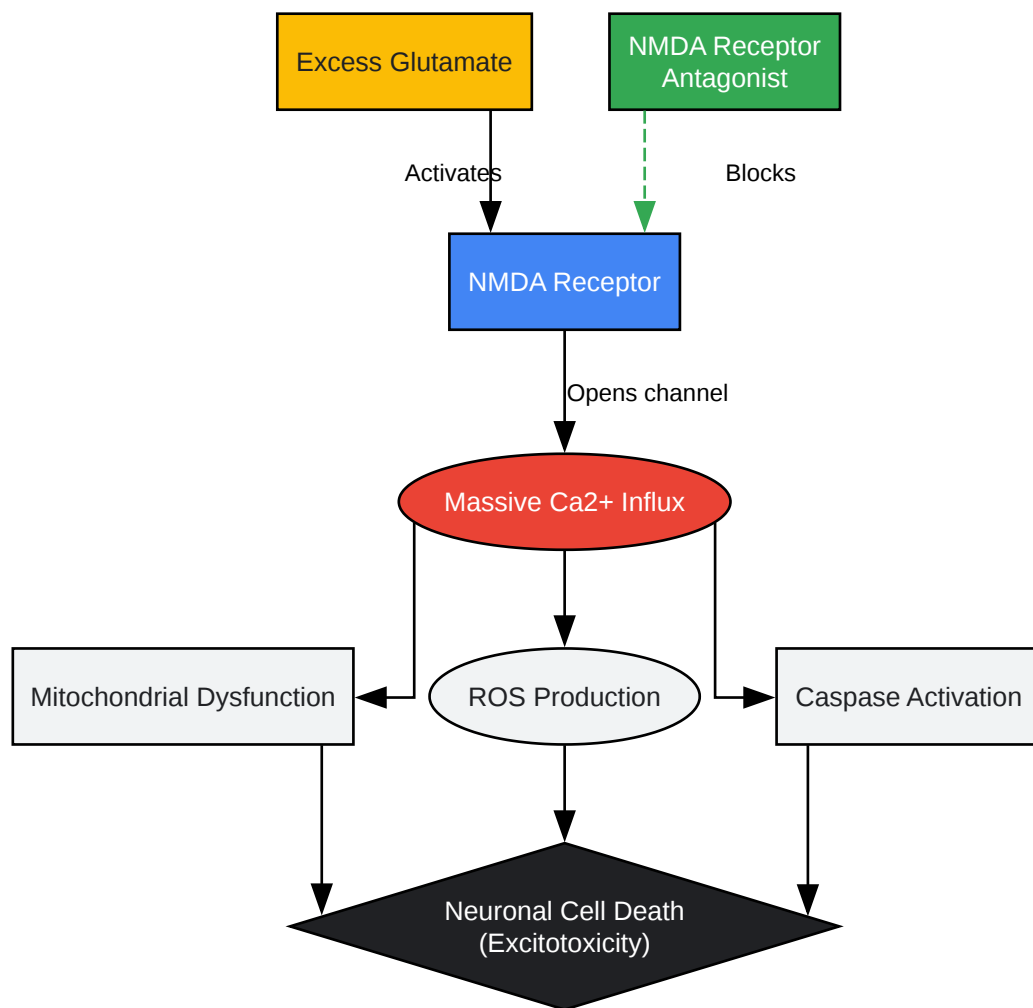 Excess Glutamate
NMDA Receptor
Antagonist
Activates
Blocks
NMDA Receptor
Opens channel
Massive Ca2+ Influx
Mitochondrial Dysfunction
ROS Production
Caspase Activation
Neuronal Cell Death
(Excitotoxicity)